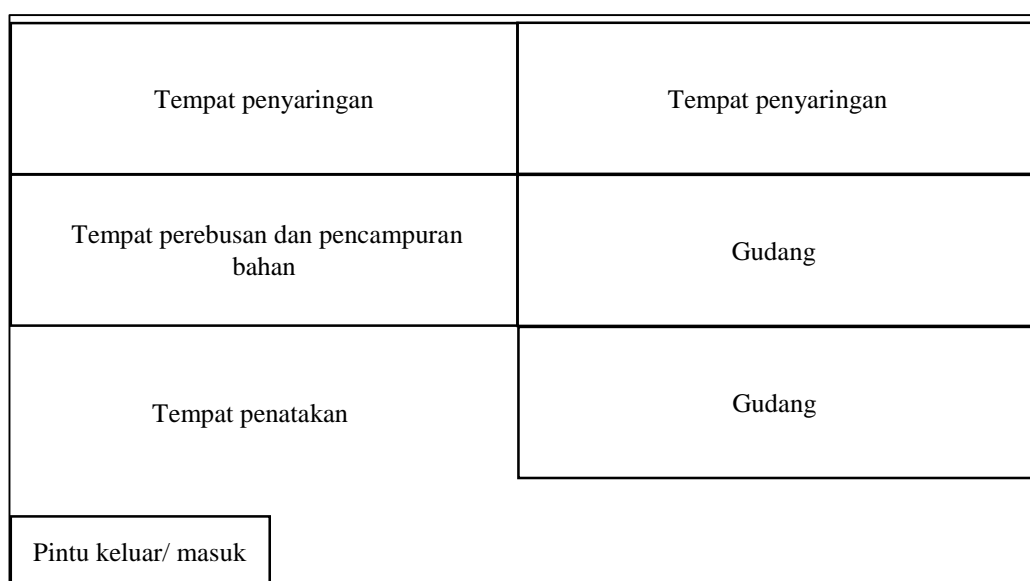 Tempat penyaringan
Tempat penyaringan
Tempat perebusan dan pencampuran
bahan
Gudang
Tempat penatakan
Gudang
Pintu keluar/ masuk